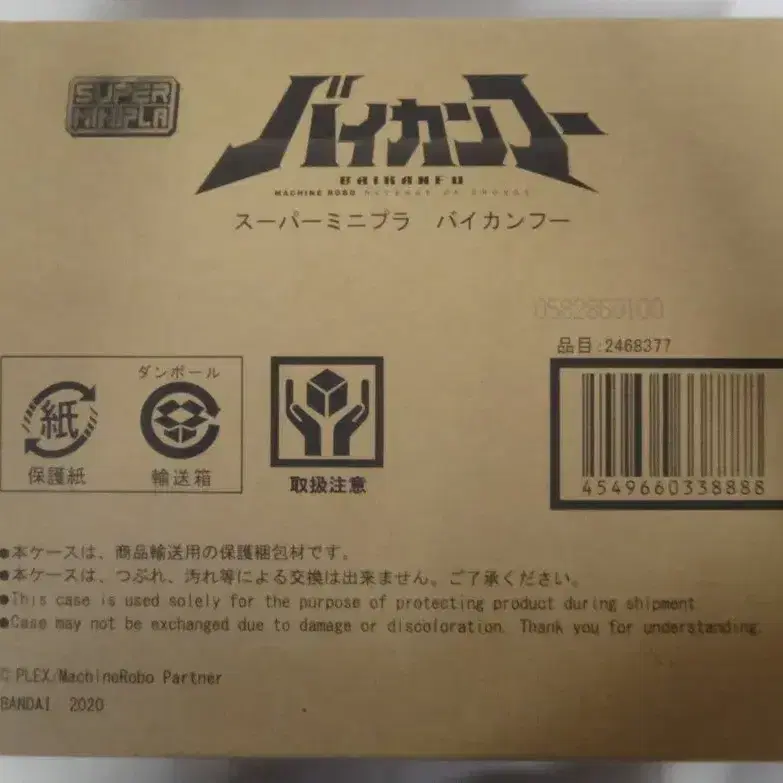 SUPER MINIPLA
バイカンフー
BAIKANFU
MACHINE ROBO REVENGE OF CRONOS
スーパーミニプラ バイカンフー
0582869100
品目:2468377
ダンボール
紙
保護紙
輸送箱
取扱注意
4549660338888
●本ケースは、商品輸送用の保護梱包材です。
●本ケースは、つぶれ、汚れ等による交換は出来ません。ご了承ください。
●This case is used solely for the purpose of protecting product during shipment
●Case may not be exchanged due to damage or discoloration. Thank you for understanding.
© PLEX/MachineRobo Partner
BANDAI 2020